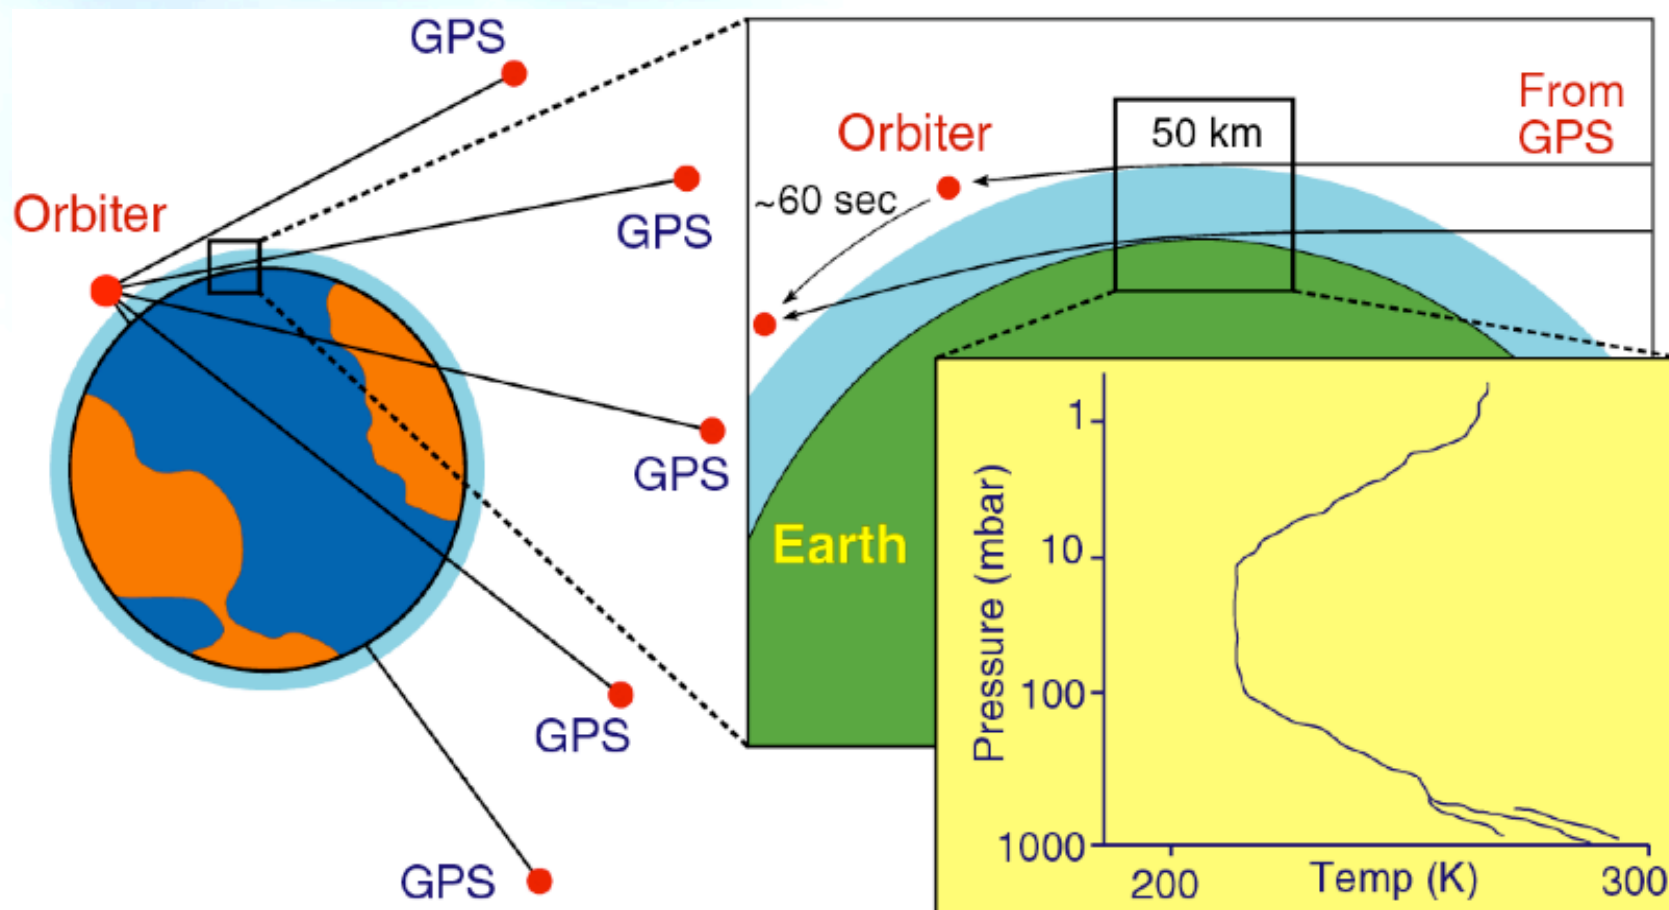 GPS
GPS
Orbiter
GPS
GPS
GPS
From
GPS
50 km
Orbiter
~60 sec
Earth
Pressure (mbar)
1
10
100
1000
200
Temp (K)
300